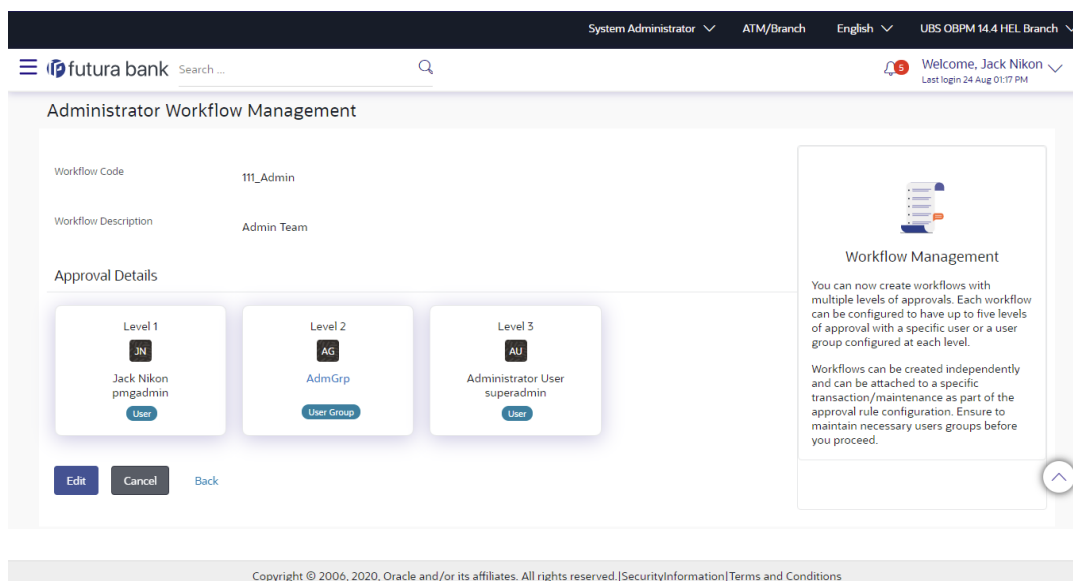 System Administrator ATM/Branch English UBS OBPM 14.4 HEL Branch
futura bank Search ... 5 Welcome, Jack Nikon
Last login 24 Aug 01:17 PM
Administrator Workflow Management
Workflow Code 111_Admin
Workflow Description Admin Team
Approval Details
Level 1
JN
Jack Nikon
pmgadmin
User
Level 2
AG
AdmGrp
User Group
Level 3
AU
Administrator User
superadmin
User
Edit Cancel Back
Workflow Management
You can now create workflows with
multiple levels of approvals. Each workflow
can be configured to have up to five levels
of approval with a specific user or a user
group configured at each level.
Workflows can be created independently
and can be attached to a specific
transaction/maintenance as part of the
approval rule configuration. Ensure to
maintain necessary users groups before
you proceed.
Copyright © 2006, 2020, Oracle and/or its affiliates. All rights reserved.|SecurityInformation|Terms and Conditions